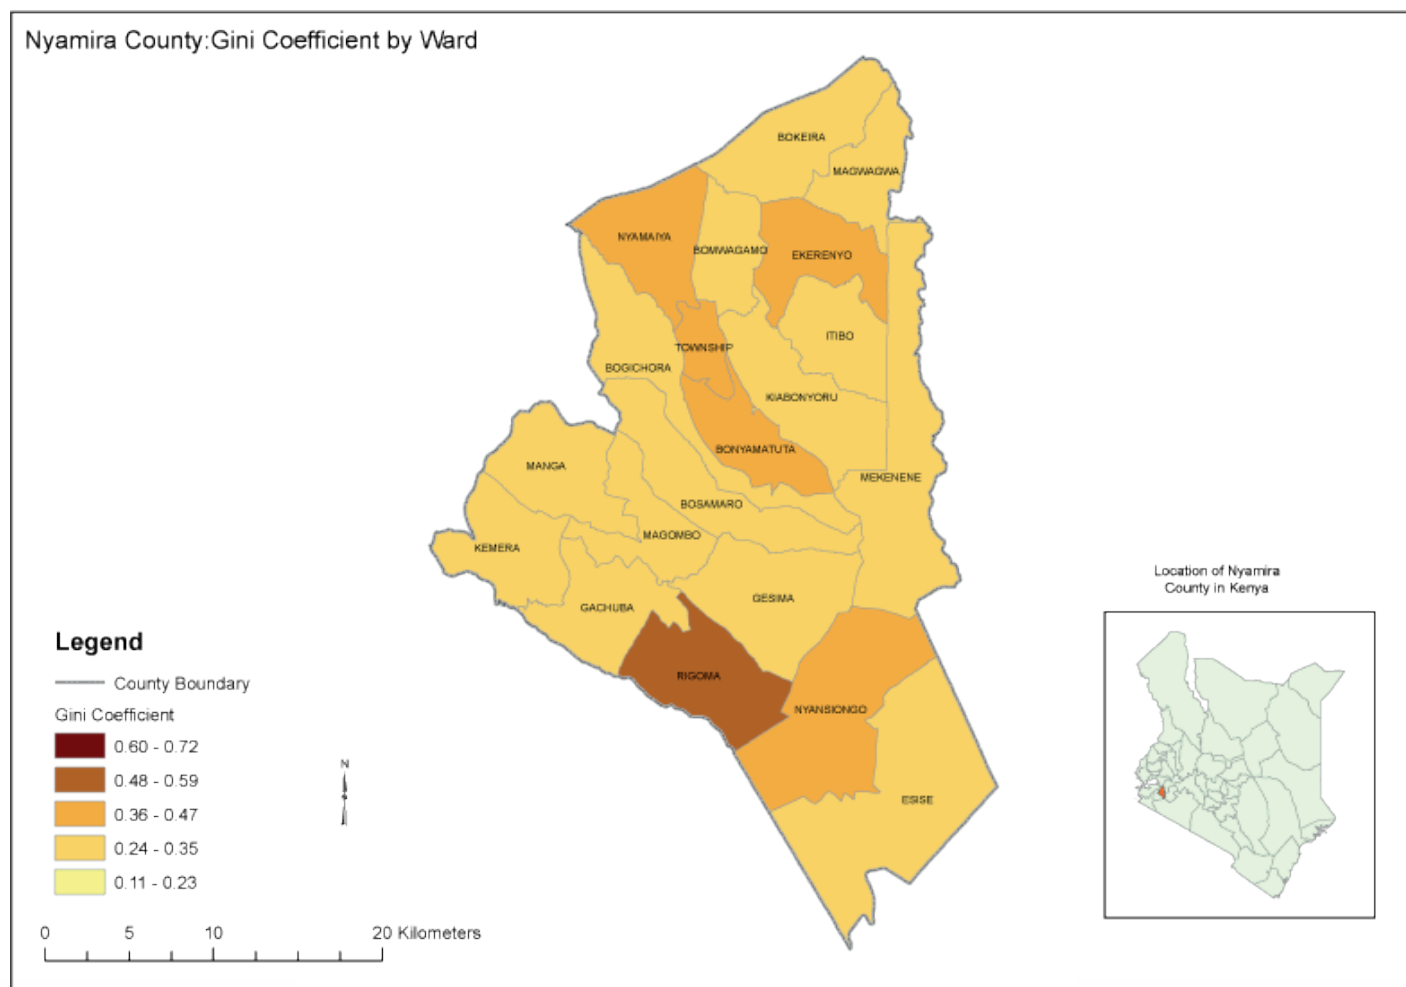 Nyamira County:Gini Coefficient by Ward
BOKEIRA
MAGWAGWA
NYAMAIYA
BOMWAGAMO
EKERENYO
ITIBO
TOWNSHIP
BOGICHORA
KIABONYORU
BONYAMATUTA
MANGA
MEKENENE
BOSAMARO
MAGOMBO
KEMERA
GESIMA
GACHUBA
RIGOMA
NYANSIONGO
ESISE
Location of Nyamira
County in Kenya
Legend
County Boundary
Gini Coefficient
0.60 - 0.72
0.48 - 0.59
0.36 - 0.47
0.24 - 0.35
0.11 - 0.23
N
0 5 10 20 Kilometers